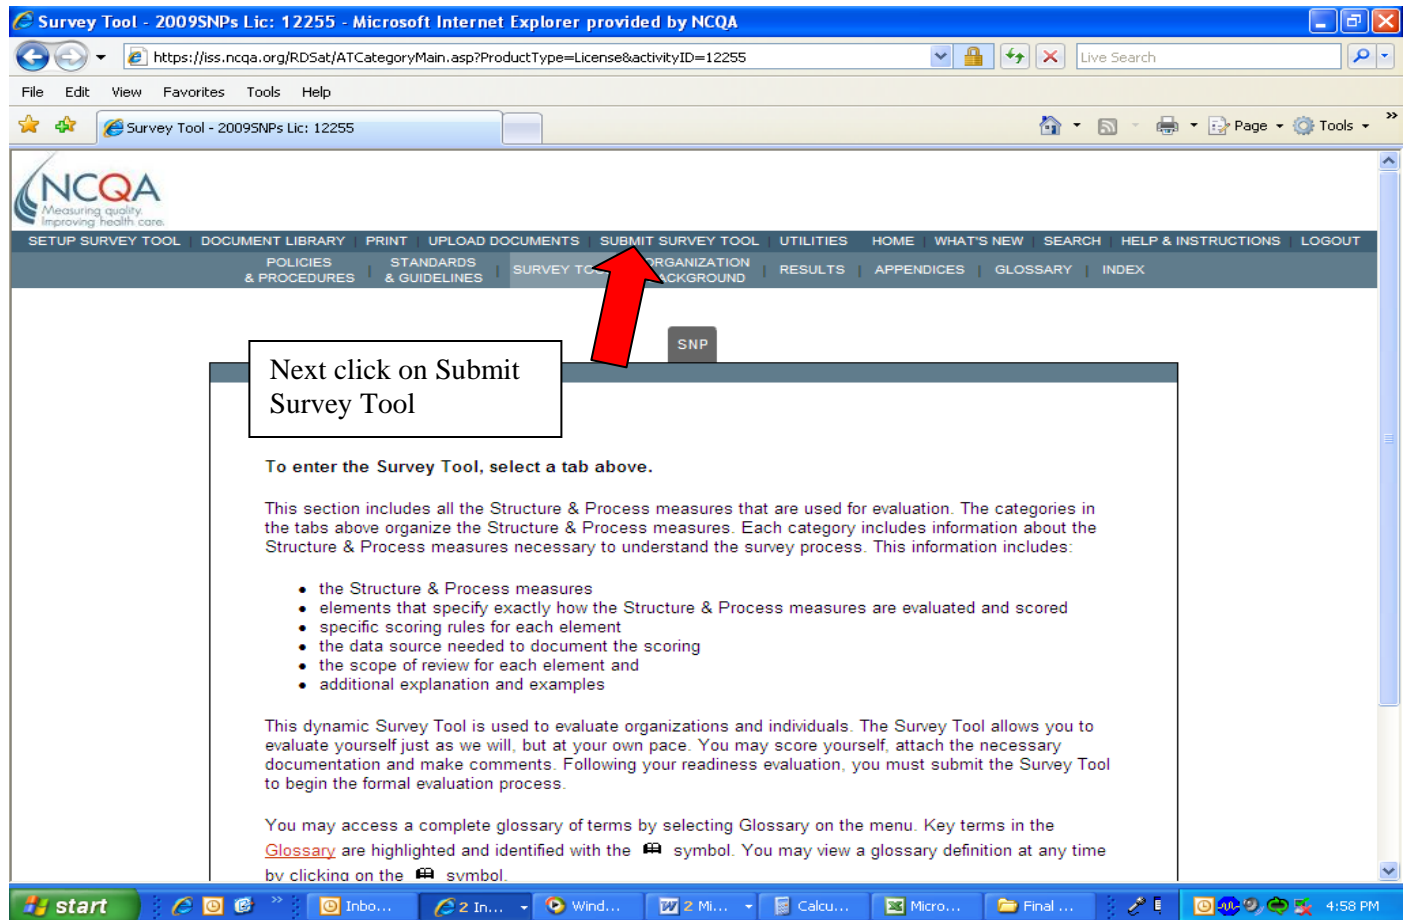 Survey Tool - 2009SNPs Lic: 12255 - Microsoft Internet Explorer provided by NCQA
https://iss.ncqa.org/RDSat/ATCategoryMain.asp?ProductType=License&activityID=12255
Live Search
File Edit View Favorites Tools Help
Survey Tool - 2009SNPs Lic: 12255
Page Tools
NCQA
Measuring quality.
Improving health care.
SETUP SURVEY TOOL | DOCUMENT LIBRARY | PRINT | UPLOAD DOCUMENTS | SUBMIT SURVEY TOOL | UTILITIES HOME | WHAT'S NEW | SEARCH | HELP & INSTRUCTIONS | LOGOUT
POLICIES & PROCEDURES | STANDARDS & GUIDELINES | SURVEY | RESULTS | APPENDICES | GLOSSARY | INDEX
SNP
Next click on Submit
Survey Tool
To enter the Survey Tool, select a tab above.
This section includes all the Structure & Process measures that are used for evaluation. The categories in
the tabs above organize the Structure & Process measures. Each category includes information about the
Structure & Process measures necessary to understand the survey process. This information includes:
• the Structure & Process measures
• elements that specify exactly how the Structure & Process measures are evaluated and scored
• specific scoring rules for each element
• the data source needed to document the scoring
• the scope of review for each element and
• additional explanation and examples
This dynamic Survey Tool is used to evaluate organizations and individuals. The Survey Tool allows you to
evaluate yourself just as we will, but at your own pace. You may score yourself, attach the necessary
documentation and make comments. Following your readiness evaluation, you must submit the Survey Tool
to begin the formal evaluation process.
You may access a complete glossary of terms by selecting Glossary on the menu. Key terms in the
Glossary are highlighted and identified with the symbol. You may view a glossary definition at any time
by clicking on the symbol.
start Inbo... 2 In... Wind... 2 Mi... Calcu... Micro... Final ... 4:58 PM